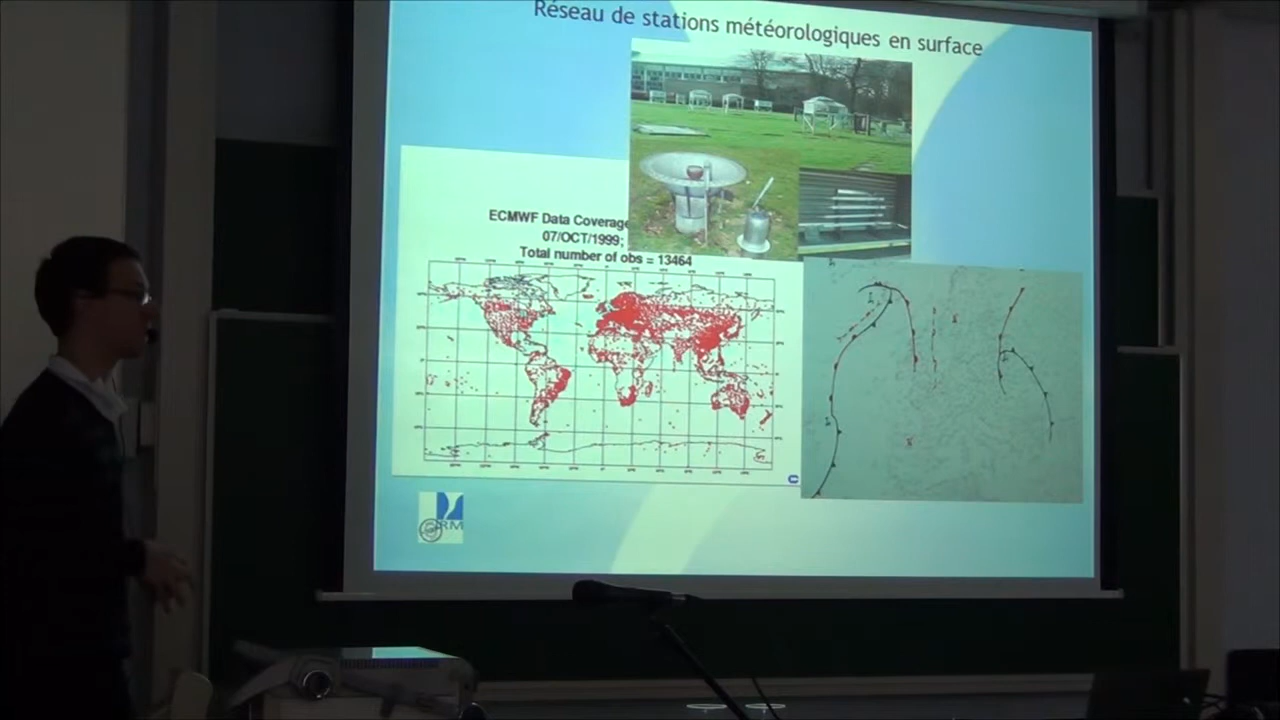 Réseau de stations météorologiques en surface
ECMWF Data Coverage
07/OCT/1999;
Total number of obs = 13464
RM